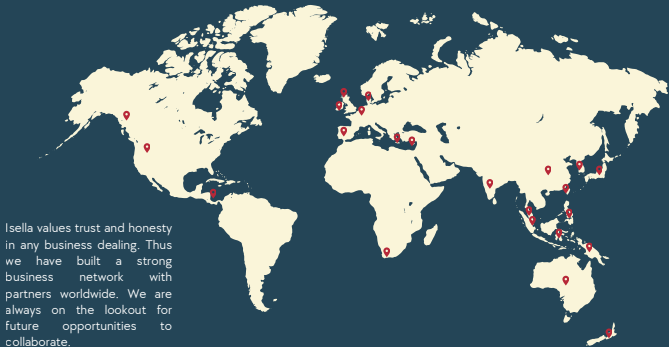 Isella values trust and honesty
in any business dealing. Thus
we have built a strong
business network with
partners worldwide. We are
always on the lookout for
future opportunities to
collaborate.